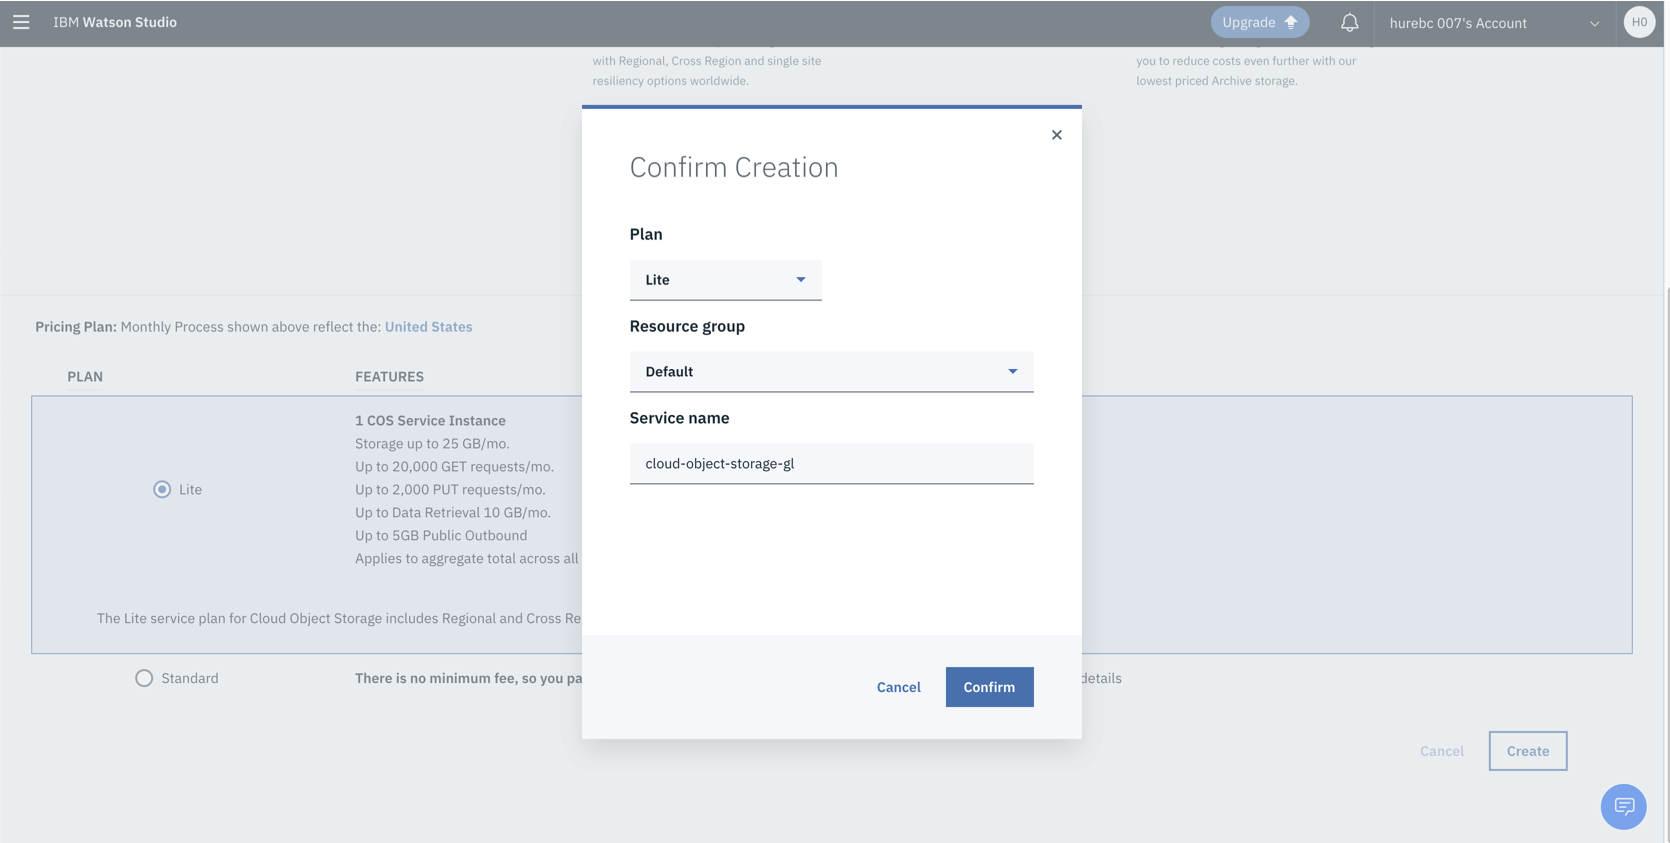 IBM Watson Studio
Upgrade
hurebc 007's Account
H0
with Regional, Cross Region and single site
resiliency options worldwide.
you to reduce costs even further with our
lowest priced Archive storage.
Confirm Creation
Plan
Lite
Resource group
Default
Service name
cloud-object-storage-gl
Cancel
Confirm
Pricing Plan: Monthly Process shown above reflect the: United States
PLAN
FEATURES
Lite
1 COS Service Instance
Storage up to 25 GB/mo.
Up to 20,000 GET requests/mo.
Up to 2,000 PUT requests/mo.
Up to Data Retrieval 10 GB/mo.
Up to 5GB Public Outbound
Applies to aggregate total across all
The Lite service plan for Cloud Object Storage includes Regional and Cross Re
Standard
There is no minimum fee, so you pa
details
Cancel
Create